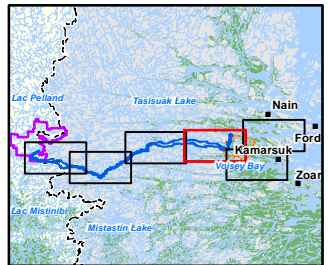 Lac Pelland
Tasisuak Lake
Nain
Ford
Kamarsuk
Voisey Bay
Zoar
Lac Mistinibi
Mistastin Lake